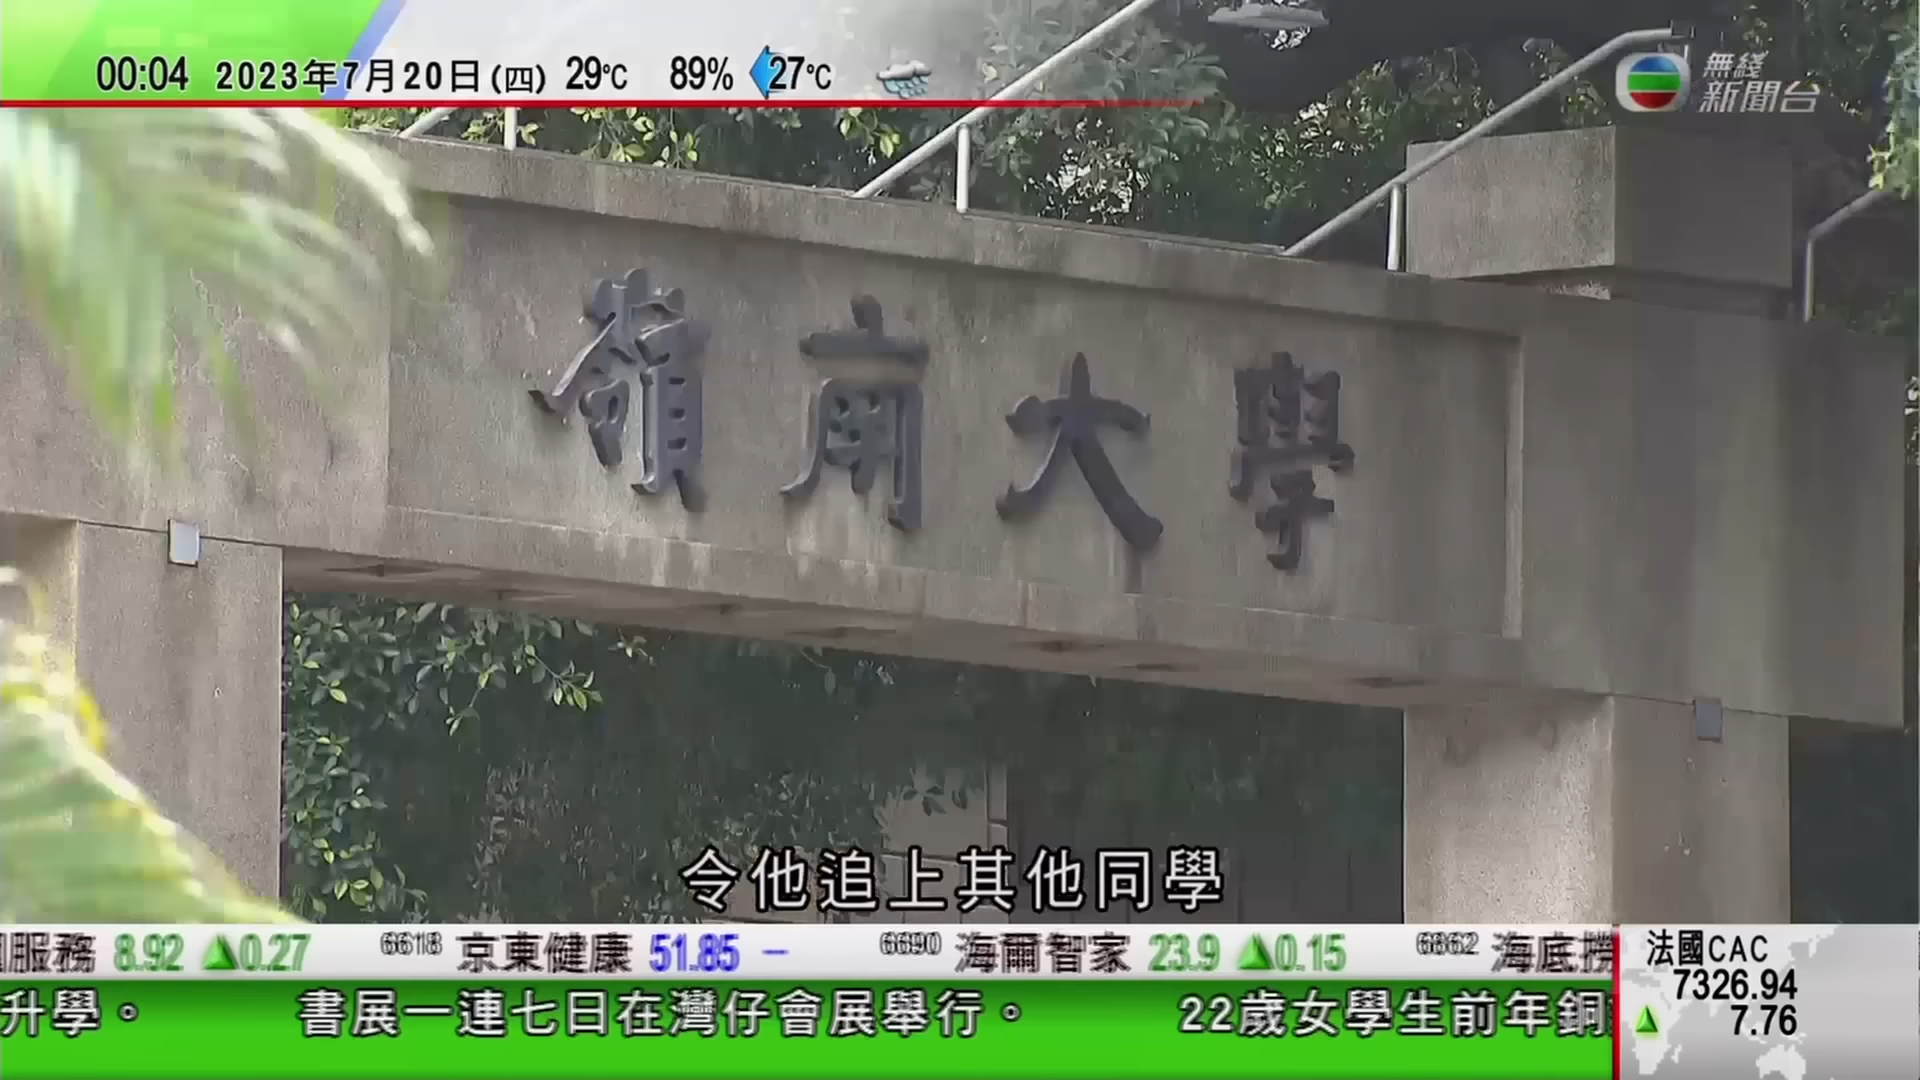 00:04 2023年7月20日(四) 29℃ 89% 27℃
無綫
新聞台
嶺南大學
令他追上其他同學
服務 8.92 ▲0.27 6618 京東健康 51.85 – 6690 海爾智家 23.9 ▲0.15 6862 海底撈
法國CAC
7326.94
▲ 7.76
升學。 書展一連七日在灣仔會展舉行。 22歲女學生前年銅